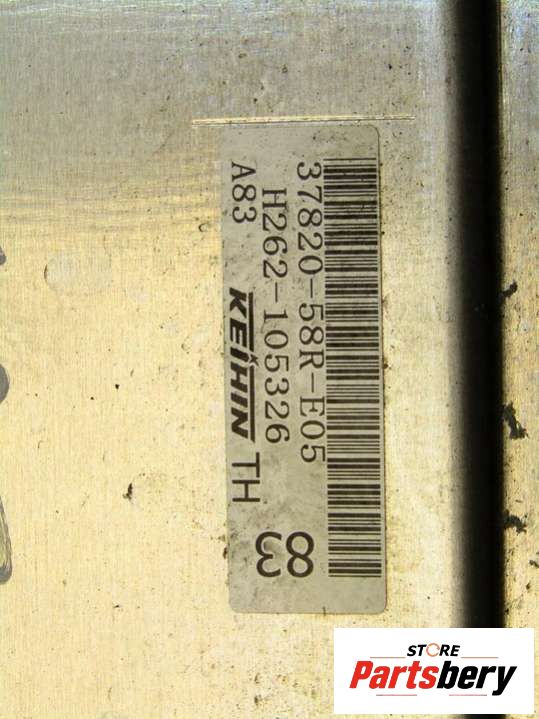 37820-58R-E05
H262-105326
A83 KEIHIN TH 83
STORE
Partsbery